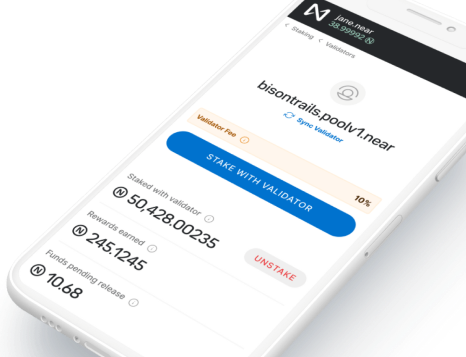 jane.near
38.99992
< Staking < Validators
bisontrails.poolv1.near
Sync Validator
Validator Fee 10%
STAKE WITH VALIDATOR
Staked with validator
50,428.00235
Rewards earned
245.1245
UNSTAKE
Funds pending release
10.68